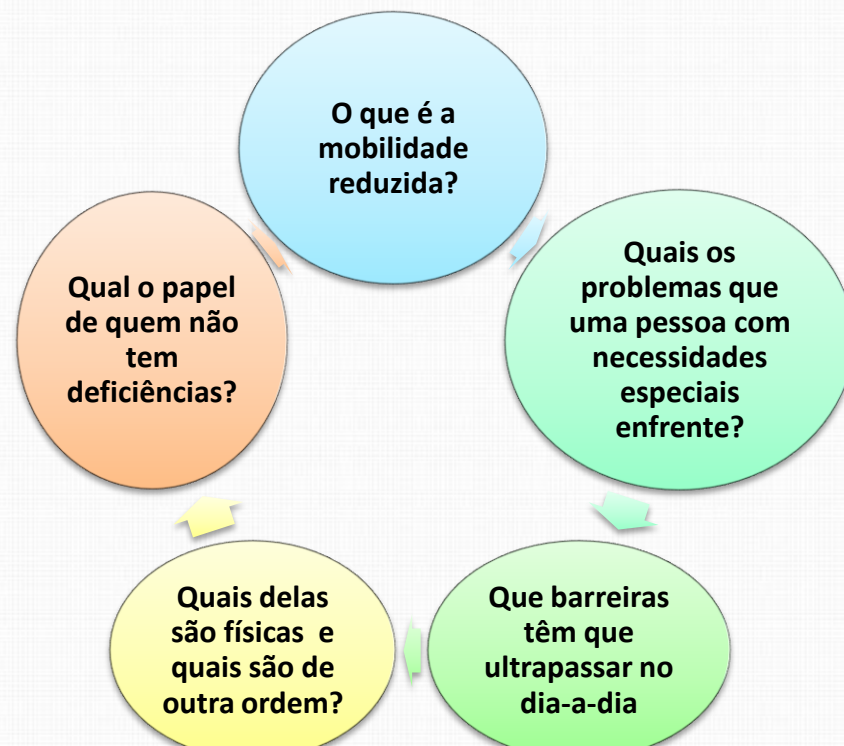 O que é a
mobilidade
reduzida?
Quais os
problemas que
uma pessoa com
necessidades
especiais
enfrente?
Que barreiras
têm que
ultrapassar no
dia-a-dia
Quais delas
são físicas e
quais são de
outra ordem?
Qual o papel
de quem não
tem
deficiências?